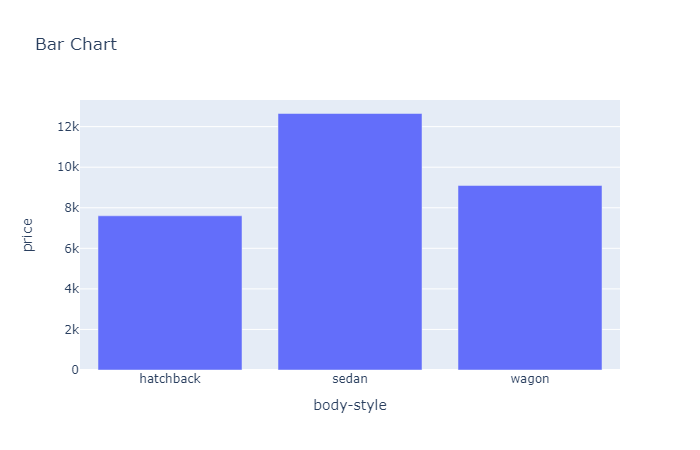 Bar Chart
price
12k
10k
8k
6k
4k
2k
0
hatchback sedan wagon
body-style